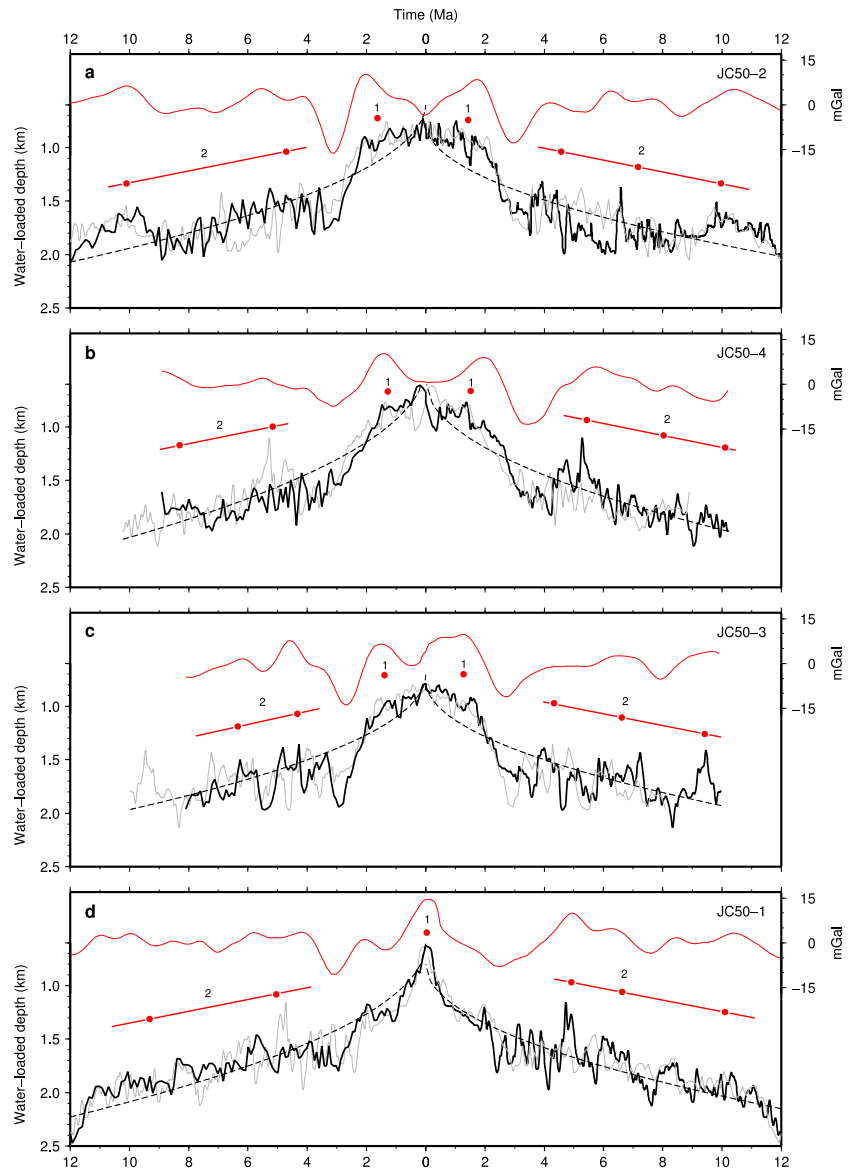 Time (Ma)
12 10 8 6 4 2 0 2 4 6 8 10 12
a
JC50−2
1 1
2 2
15
0
−15
mGal
1.0
1.5
2.0
2.5
Water−loaded depth (km)
b
JC50−4
1 1
2 2
15
0
−15
mGal
1.0
1.5
2.0
2.5
Water−loaded depth (km)
c
JC50−3
1 1
2 2
15
0
−15
mGal
1.0
1.5
2.0
2.5
Water−loaded depth (km)
d
JC50−1
1
2 2
15
0
−15
mGal
1.0
1.5
2.0
2.5
Water−loaded depth (km)
12 10 8 6 4 2 0 2 4 6 8 10 12